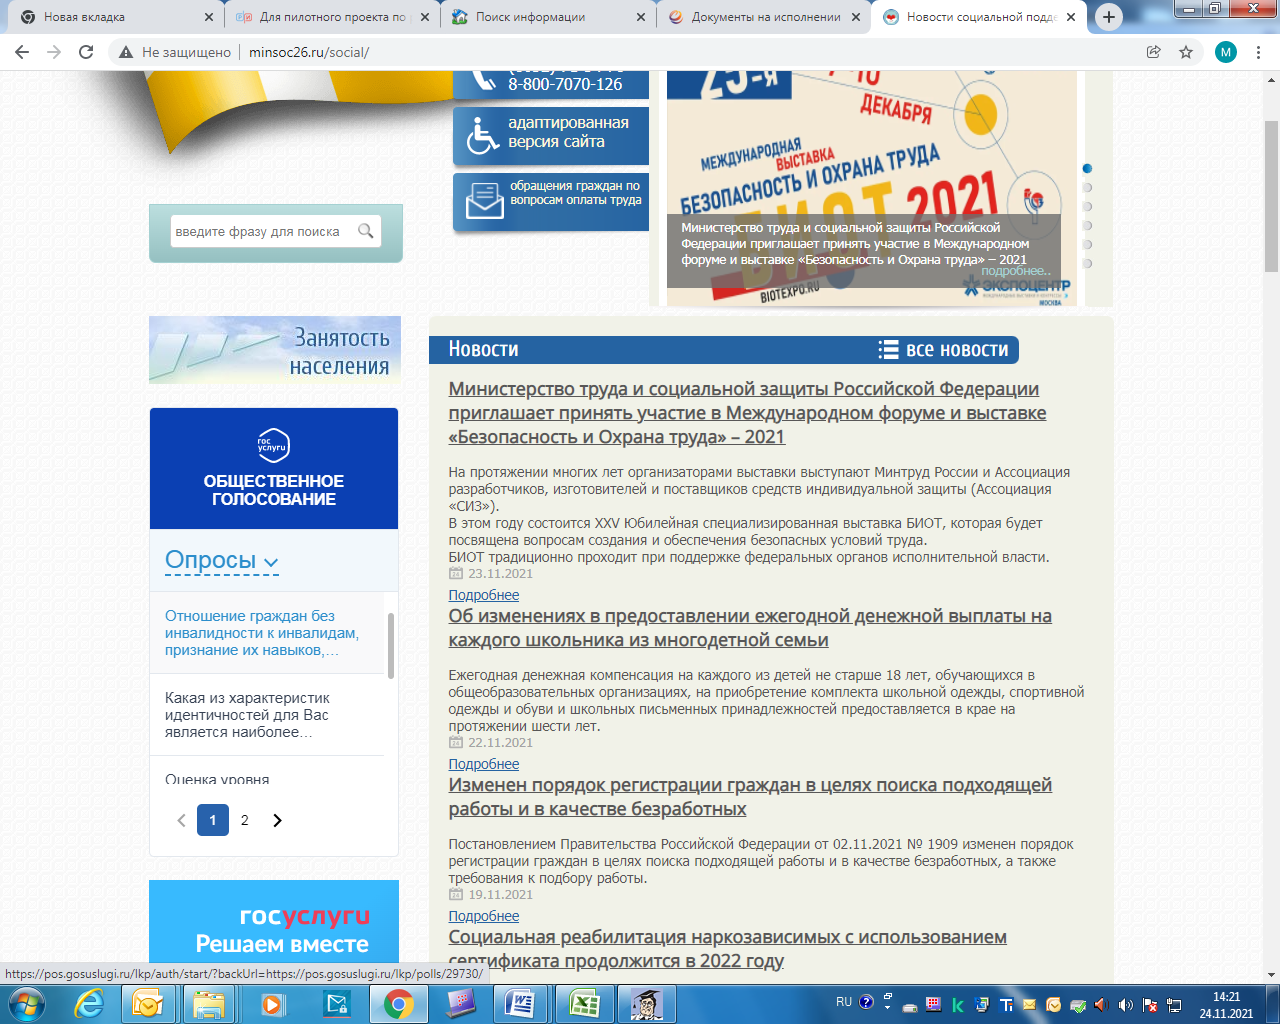 Новая вкладка
Для пилотного проекта по
Поиск информации
Документы на исполнении
Новости социальной подде
Не защищено
minsoc26.ru/social/
M
8-800-7070-126
адаптированная
версия сайта
обращения граждан по
вопросам оплаты труда
25-я
7-10
ДЕКАБРЯ
МЕЖДУНАРОДНАЯ
ВЫСТАВКА
БЕЗОПАСНОСТЬ И ОХРАНА ТРУДА
БИОТ 2021
Министерство труда и социальной защиты Российской
Федерации приглашает принять участие в Международном
форуме и выставке «Безопасность и Охрана труда» – 2021
подробнее..
BIOTEXPO.RU
ЭКСПОЦЕНТР
МОСКВА
введите фразу для поиска
Занятость
населения
гос
услуги
ОБЩЕСТВЕННОЕ
ГОЛОСОВАНИЕ
Опросы
Отношение граждан без
инвалидности к инвалидам,
признание их навыков,...
Какая из характеристик
идентичностей для Вас
является наиболее...
Оценка уровня
1
2
госуслуги
Решаем вместе
Новости
все новости
Министерство труда и социальной защиты Российской Федерации
приглашает принять участие в Международном форуме и выставке
«Безопасность и Охрана труда» – 2021
На протяжении многих лет организаторами выставки выступают Минтруд России и Ассоциация
разработчиков, изготовителей и поставщиков средств индивидуальной защиты (Ассоциация
«СИЗ»).
В этом году состоится XXV Юбилейная специализированная выставка БИОТ, которая будет
посвящена вопросам создания и обеспечения безопасных условий труда.
БИОТ традиционно проходит при поддержке федеральных органов исполнительной власти.
23.11.2021
Подробнее
Об изменениях в предоставлении ежегодной денежной выплаты на
каждого школьника из многодетной семьи
Ежегодная денежная компенсация на каждого из детей не старше 18 лет, обучающихся в
общеобразовательных организациях, на приобретение комплекта школьной одежды, спортивной
одежды и обуви и школьных письменных принадлежностей предоставляется в крае на
протяжении шести лет.
22.11.2021
Подробнее
Изменен порядок регистрации граждан в целях поиска подходящей
работы и в качестве безработных
Постановлением Правительства Российской Федерации от 02.11.2021 № 1909 изменен порядок
регистрации граждан в целях поиска подходящей работы и в качестве безработных, а также
требования к подбору работы.
19.11.2021
Подробнее
Социальная реабилитация наркозависимых с использованием
сертификата продолжится в 2022 году
https://pos.gosuslugi.ru/lkp/auth/start/?backUrl=https://pos.gosuslugi.ru/lkp/polls/29730/
RU
14:21
24.11.2021